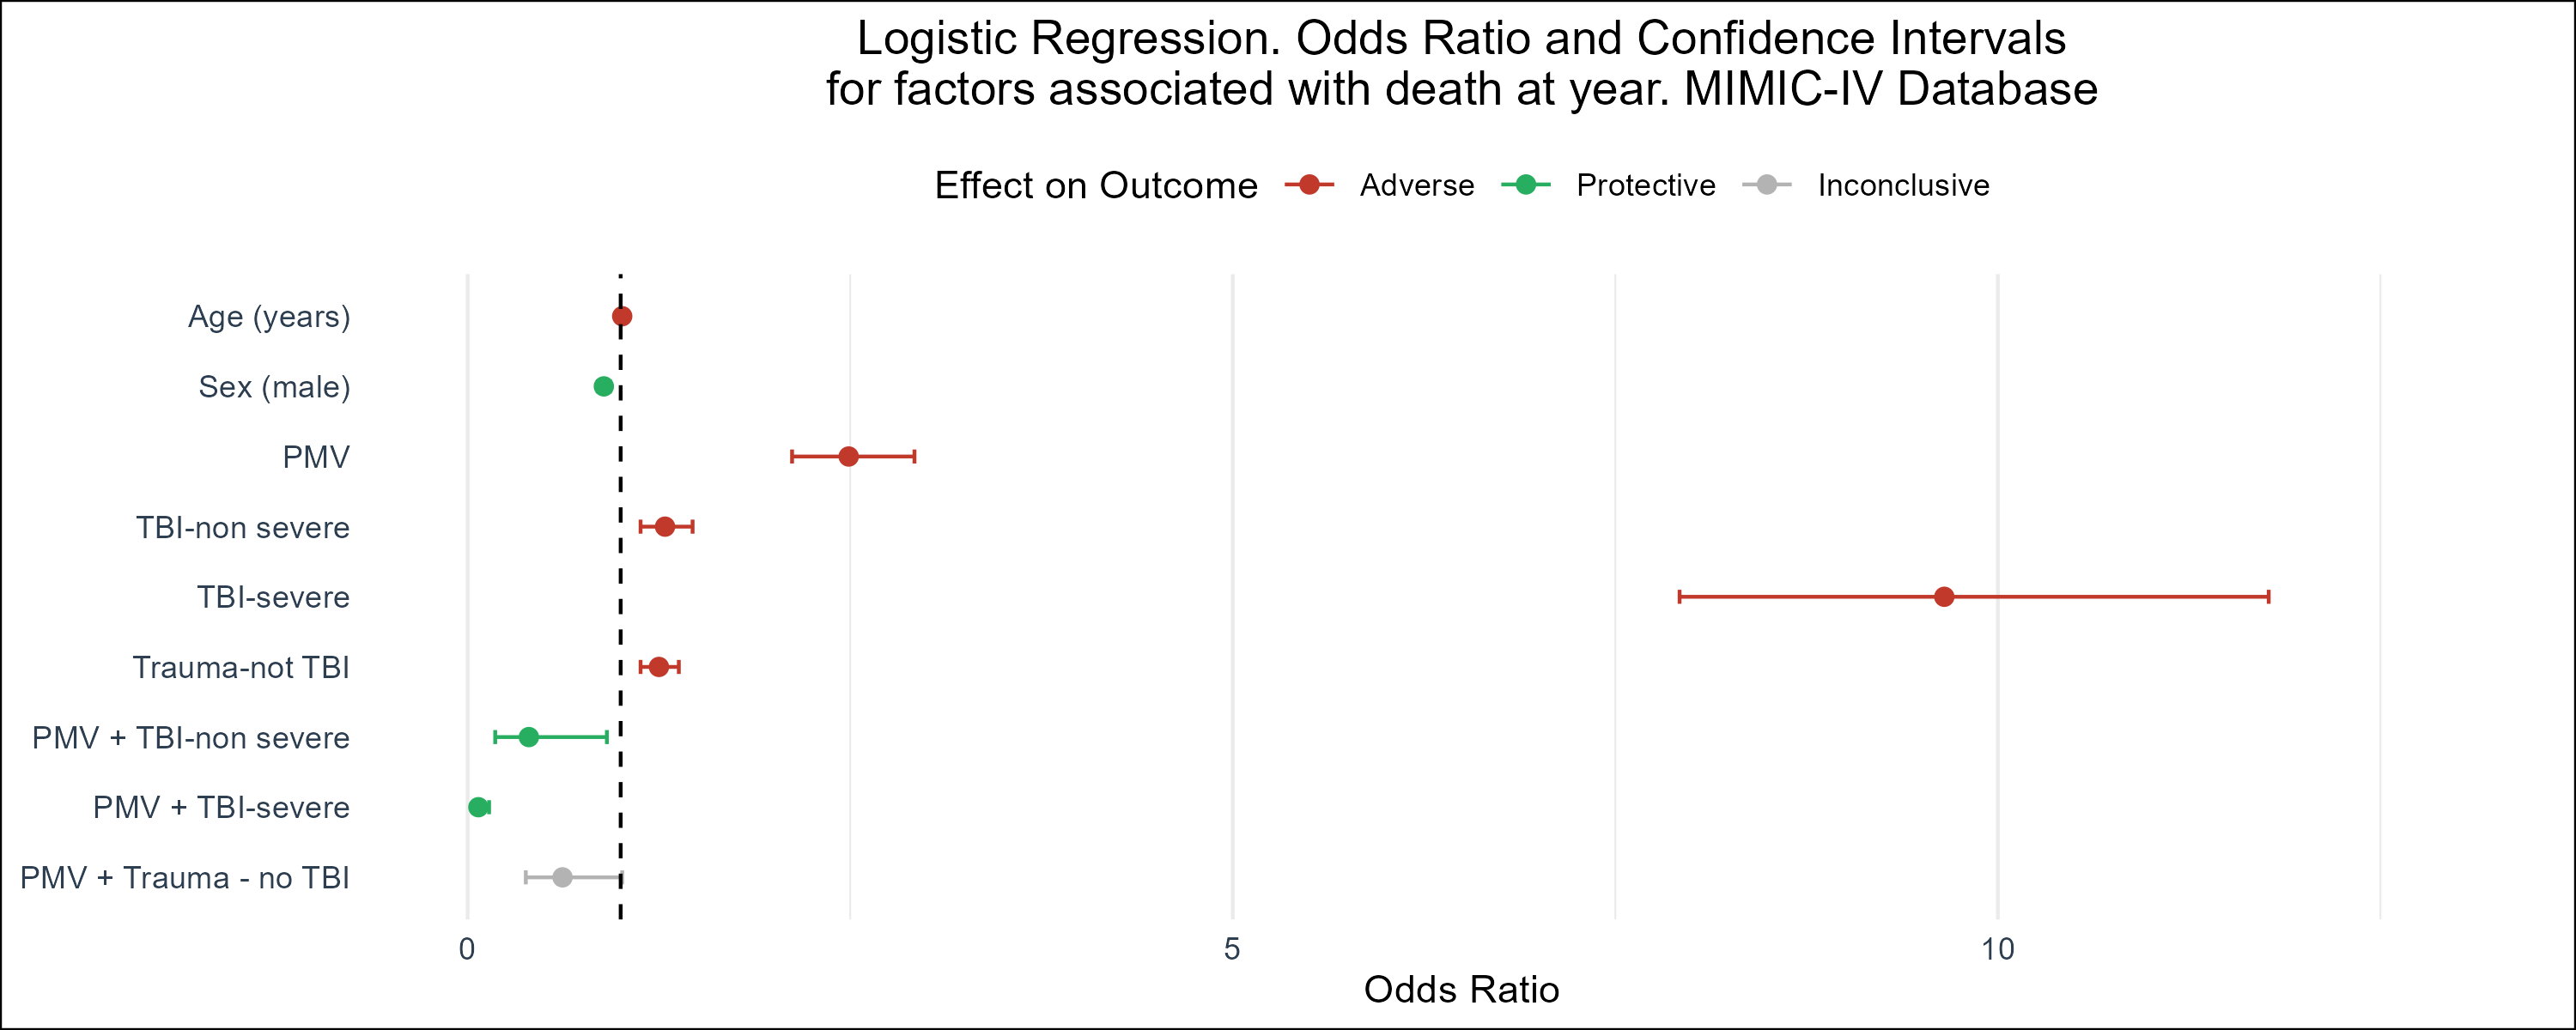 Logistic Regression. Odds Ratio and Confidence Intervals
for factors associated with death at year. MIMIC-IV Database
Effect on Outcome Adverse Protective Inconclusive
Age (years)
Sex (male)
PMV
TBI-non severe
TBI-severe
Trauma-not TBI
PMV + TBI-non severe
PMV + TBI-severe
PMV + Trauma - no TBI
0 5 10
Odds Ratio